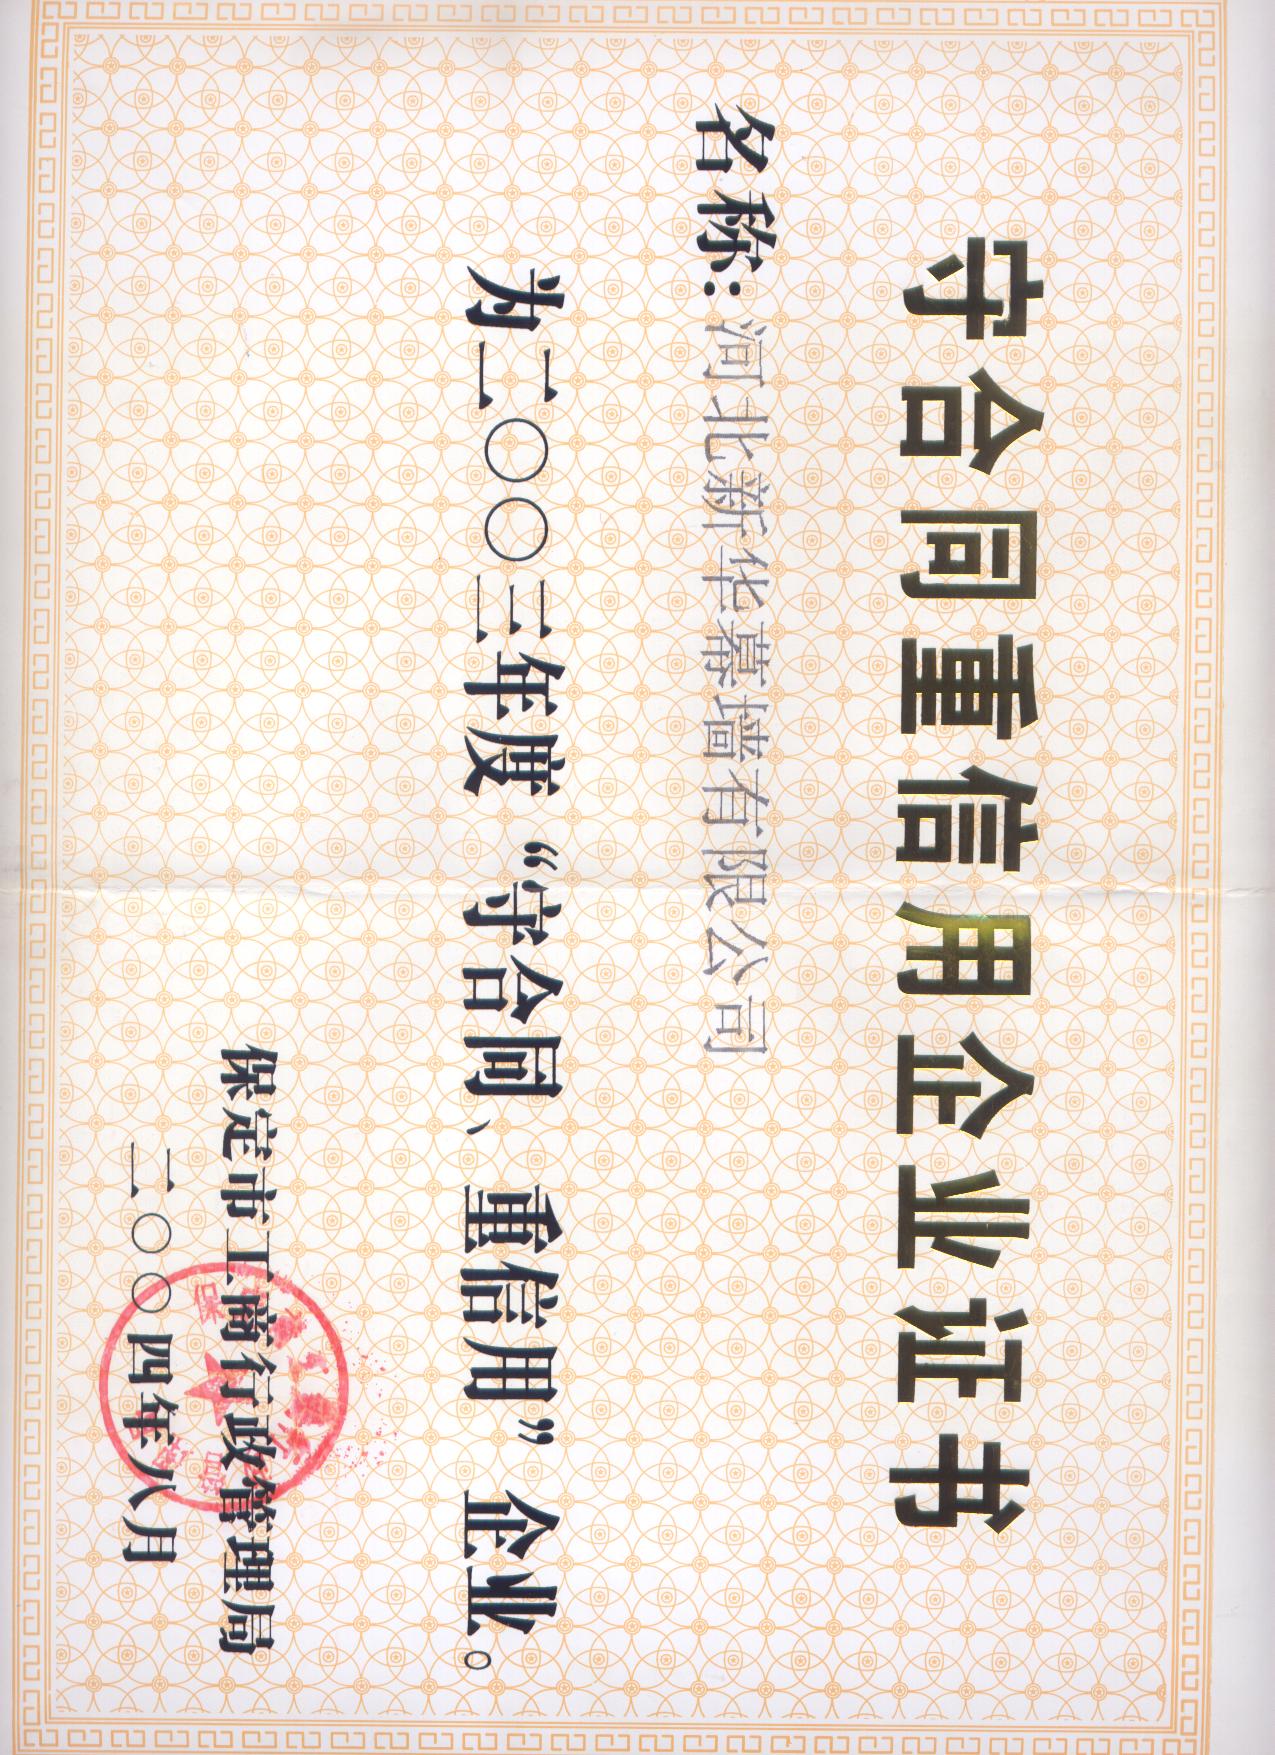 守合同重信用企业证书
名称：河北新华幕墙有限公司
为二〇〇三年度“守合同、重信用”企业。
保定市工商行政管理局
二〇〇四年八月